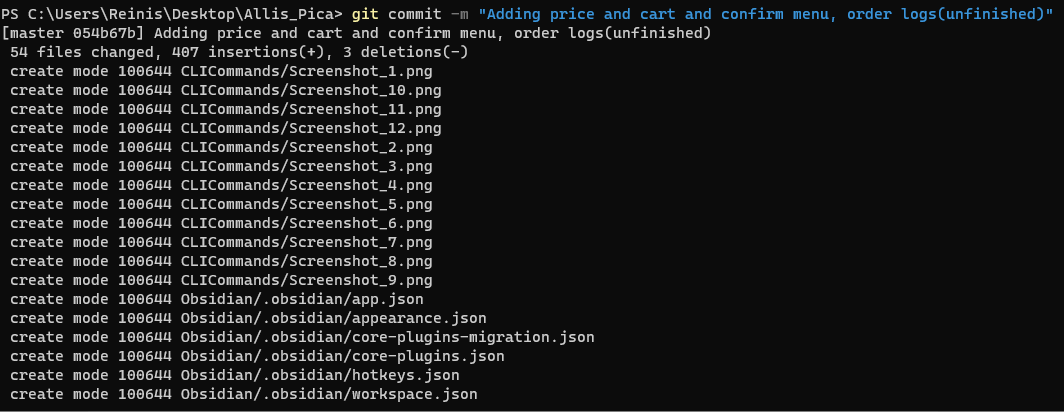 PS C:\Users\Reinis\Desktop\Allis_Pica> git commit -m "Adding price and cart and confirm menu, order logs(unfinished)"
[master 054b67b] Adding price and cart and confirm menu, order logs(unfinished)
 54 files changed, 407 insertions(+), 3 deletions(-)
 create mode 100644 CLICommands/Screenshot_1.png
 create mode 100644 CLICommands/Screenshot_10.png
 create mode 100644 CLICommands/Screenshot_11.png
 create mode 100644 CLICommands/Screenshot_12.png
 create mode 100644 CLICommands/Screenshot_2.png
 create mode 100644 CLICommands/Screenshot_3.png
 create mode 100644 CLICommands/Screenshot_4.png
 create mode 100644 CLICommands/Screenshot_5.png
 create mode 100644 CLICommands/Screenshot_6.png
 create mode 100644 CLICommands/Screenshot_7.png
 create mode 100644 CLICommands/Screenshot_8.png
 create mode 100644 CLICommands/Screenshot_9.png
 create mode 100644 Obsidian/.obsidian/app.json
 create mode 100644 Obsidian/.obsidian/appearance.json
 create mode 100644 Obsidian/.obsidian/core-plugins-migration.json
 create mode 100644 Obsidian/.obsidian/core-plugins.json
 create mode 100644 Obsidian/.obsidian/hotkeys.json
 create mode 100644 Obsidian/.obsidian/workspace.json